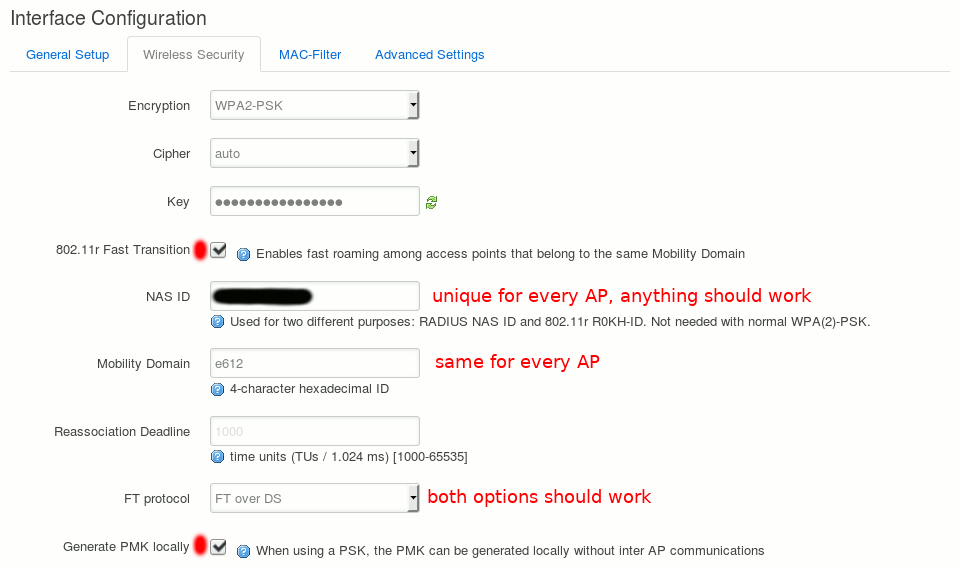 Interface Configuration
General Setup Wireless Security MAC-Filter Advanced Settings
Encryption WPA2-PSK
Cipher auto
Key ●●●●●●●●●●●●●●●●
802.11r Fast Transition Enables fast roaming among access points that belong to the same Mobility Domain
NAS ID unique for every AP, anything should work
Used for two different purposes: RADIUS NAS ID and 802.11r R0KH-ID. Not needed with normal WPA(2)-PSK.
Mobility Domain e612 same for every AP
4-character hexadecimal ID
Reassociation Deadline 1000
time units (TUs / 1.024 ms) [1000-65535]
FT protocol FT over DS both options should work
Generate PMK locally When using a PSK, the PMK can be generated locally without inter AP communications